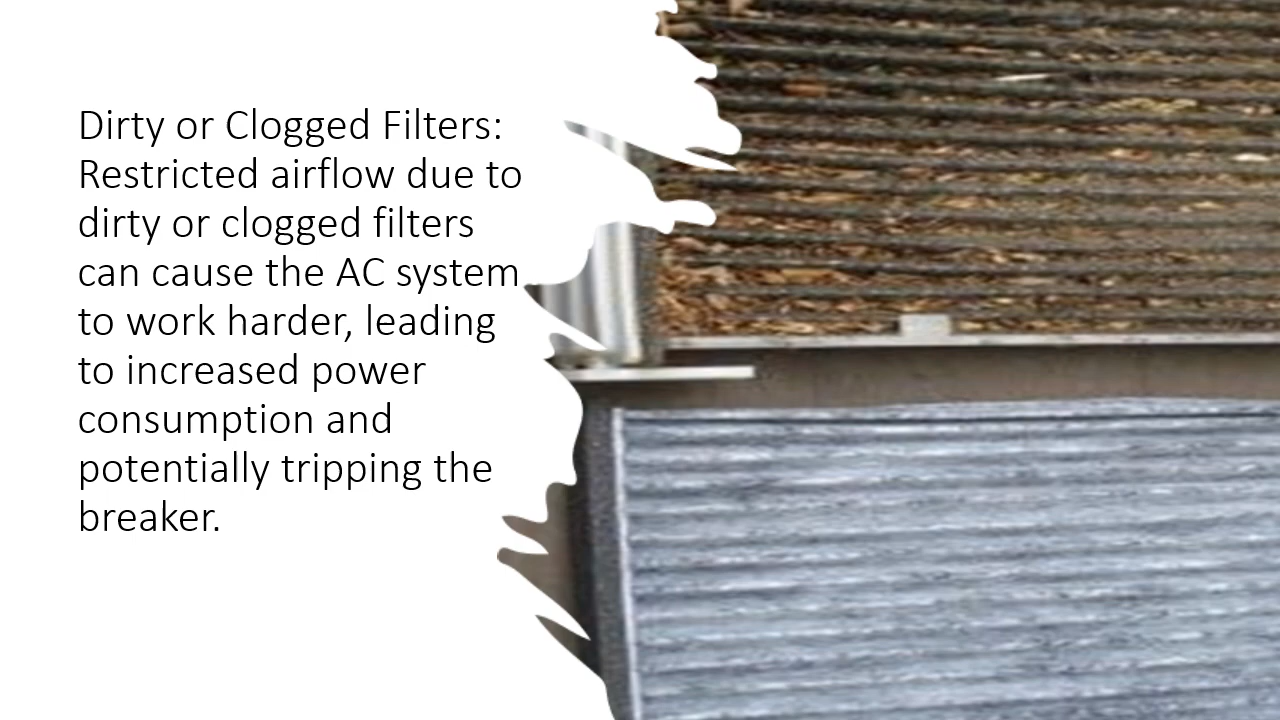 Dirty or Clogged Filters:
Restricted airflow due to
dirty or clogged filters
can cause the AC system
to work harder, leading
to increased power
consumption and
potentially tripping the
breaker.